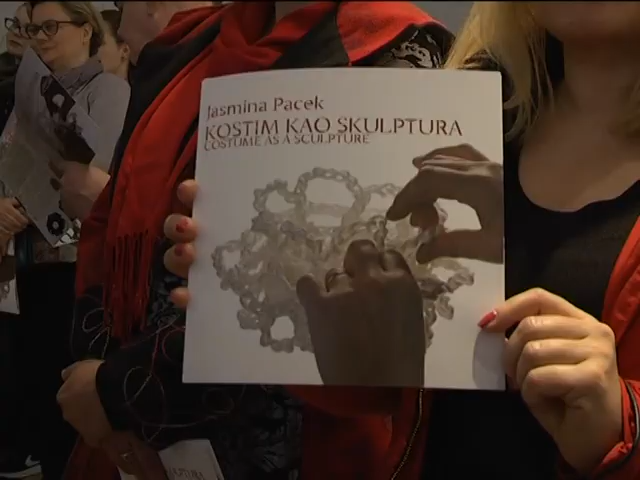 Jasmina Pacek
KOSTIM KAO SKULPTURA
COSTUME AS A SCULPTURE